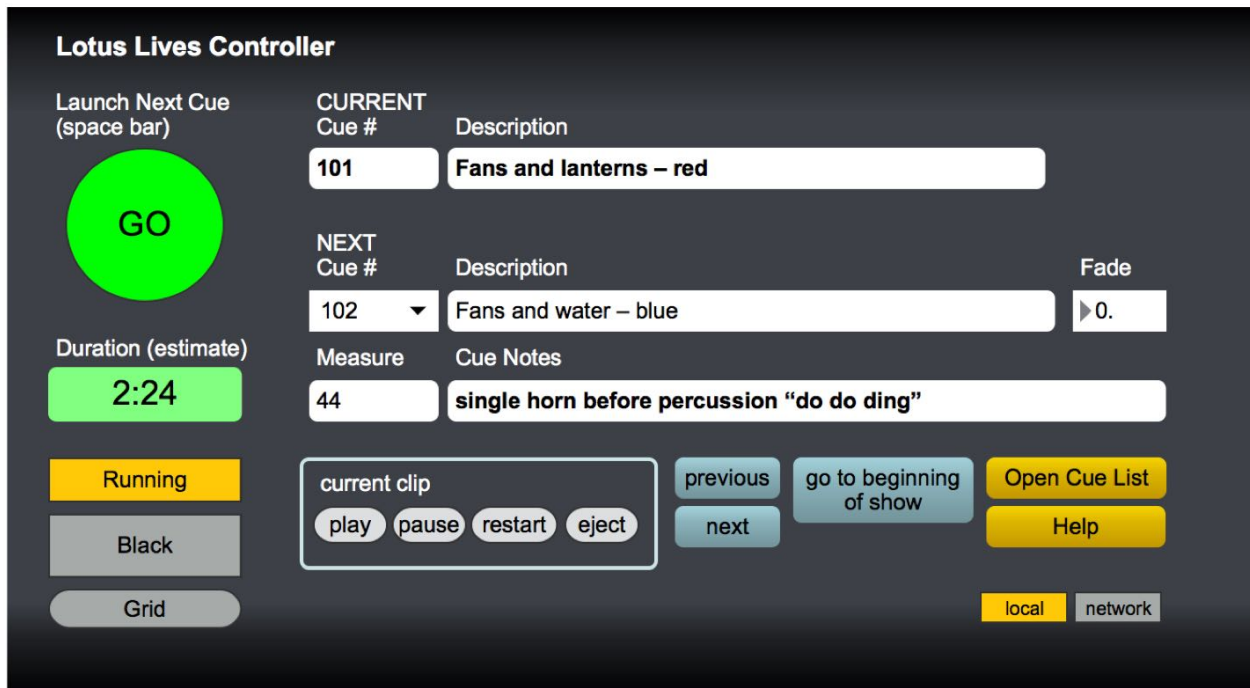 Lotus Lives Controller
Launch Next Cue
(space bar)
GO
Duration (estimate)
2:24
Running
Black
Grid
CURRENT
Cue #
Description
101
Fans and lanterns – red
NEXT
Cue #
Description
Fade
102
Fans and water – blue
0.
Measure
Cue Notes
44
single horn before percussion “do do ding”
current clip
play
pause
restart
eject
previous
next
go to beginning
of show
Open Cue List
Help
local
network